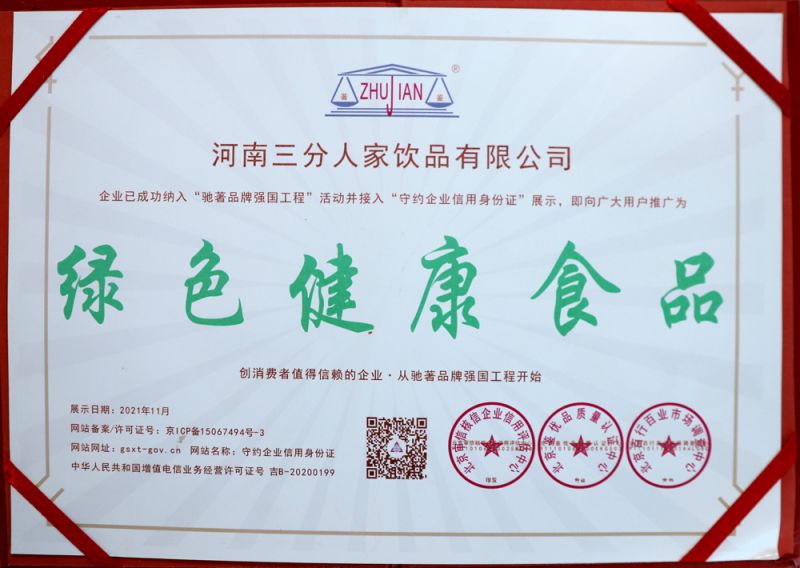 ZHUJIAN
®
河南三分人家饮品有限公司
企业已成功纳入“驰著品牌强国工程”活动并接入“守约企业信用身份证”展示，即向广大用户推广为
绿色健康食品
创消费者值得信赖的企业·从驰著品牌强国工程开始
展示日期：2021年11月
网站备案/许可证号：京ICP备15067494号-3
网站网址：gsxt-gov.cn 网站名称：守约企业信用身份证
中华人民共和国增值电信业务经营许可证号 吉B-20200199